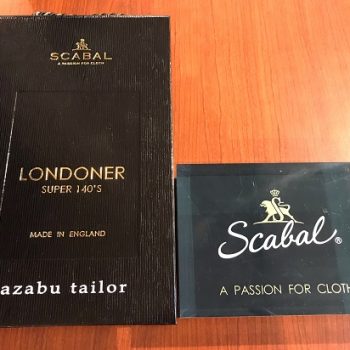 SCABAL
A PASSION FOR CLOTH
LONDONER
SUPER 140'S
MADE IN ENGLAND
azabu tailor
Scabal®
A PASSION FOR CLOTH